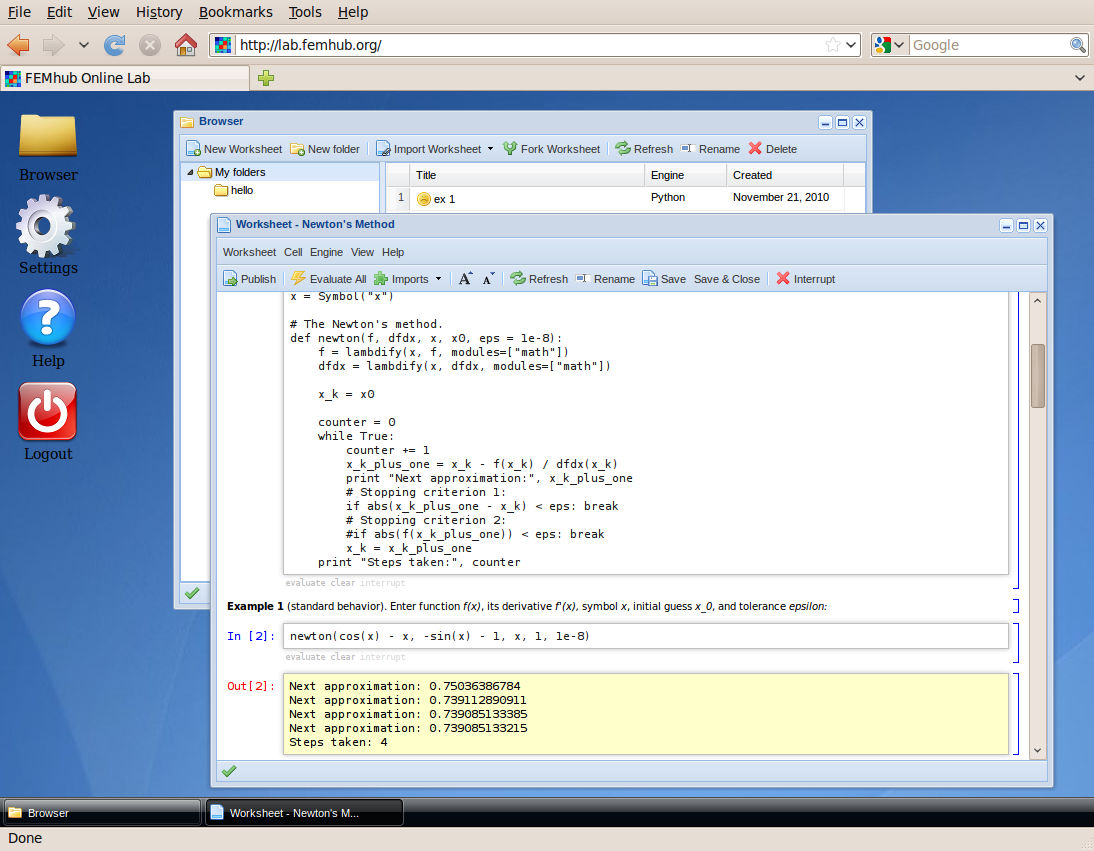 File Edit View History Bookmarks Tools Help
http://lab.femhub.org/
Google
FEMhub Online Lab
Browser
Settings
Help
Logout
Browser
New Worksheet New folder Import Worksheet Fork Worksheet Refresh Rename Delete
My folders
hello
Title Engine Created
1 ex 1 Python November 21, 2010
Worksheet - Newton's Method
Worksheet Cell Engine View Help
Publish Evaluate All Imports A A Refresh Rename Save Save & Close Interrupt
x = Symbol("x")
# The Newton's method.
def newton(f, dfdx, x, x0, eps = 1e-8):
    f = lambdify(x, f, modules=["math"])
    dfdx = lambdify(x, dfdx, modules=["math"])
    x_k = x0
    counter = 0
    while True:
        counter += 1
        x_k_plus_one = x_k - f(x_k) / dfdx(x_k)
        print "Next approximation:", x_k_plus_one
        # Stopping criterion 1:
        if abs(x_k_plus_one - x_k) < eps: break
        # Stopping criterion 2:
        #if abs(f(x_k_plus_one)) < eps: break
        x_k = x_k_plus_one
    print "Steps taken:", counter
evaluate clear interrupt
Example 1 (standard behavior). Enter function f(x), its derivative f'(x), symbol x, initial guess x_0, and tolerance epsilon:
In [2]: newton(cos(x) - x, -sin(x) - 1, x, 1, 1e-8)
evaluate clear interrupt
Out[2]: Next approximation: 0.75036386784
Next approximation: 0.739112890911
Next approximation: 0.739085133385
Next approximation: 0.739085133215
Steps taken: 4
Browser Worksheet - Newton's M...
Done